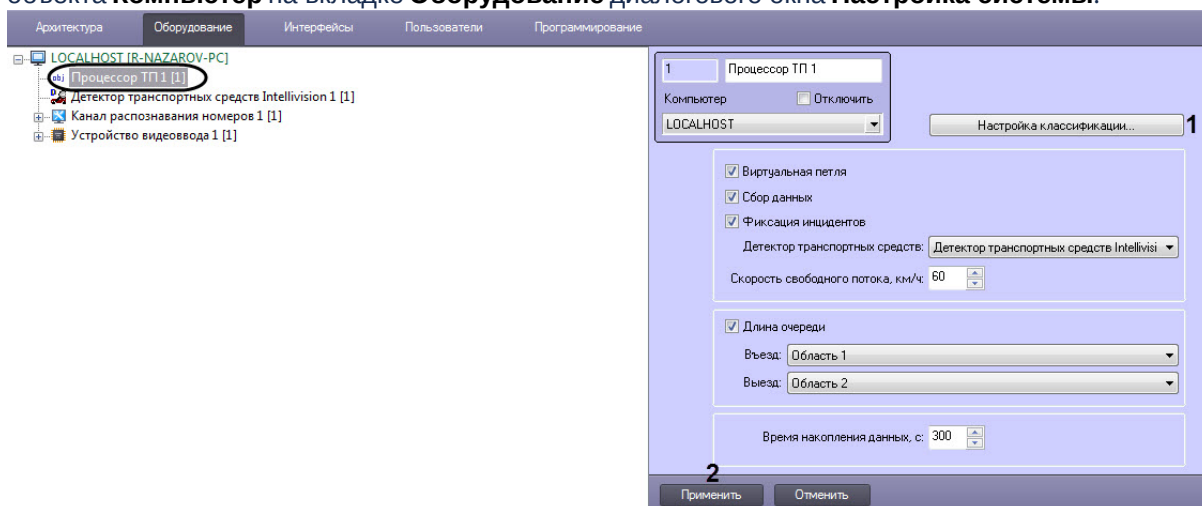 объекта Компьютер на вкладке Оборудование диалогового окна Настройка системы.
Архитектура Оборудование Интерфейсы Пользователи Программирование
LOCALHOST [R-NAZAROV-PC]
obj Процессор ТП 1 [1]
Детектор транспортных средств Intellivision 1 [1]
Канал распознавания номеров 1 [1]
Устройство видеоввода 1 [1]
1 Процессор ТП 1
Компьютер Отключить
LOCALHOST Настройка классификации... 1
Виртуальная петля
Сбор данных
Фиксация инцидентов
Детектор транспортных средств: Детектор транспортных средств Intellivisi
Скорость свободного потока, км/ч: 60
Длина очереди
Въезд: Область 1
Выезд: Область 2
Время накопления данных, с: 300
2
Применить Отменить